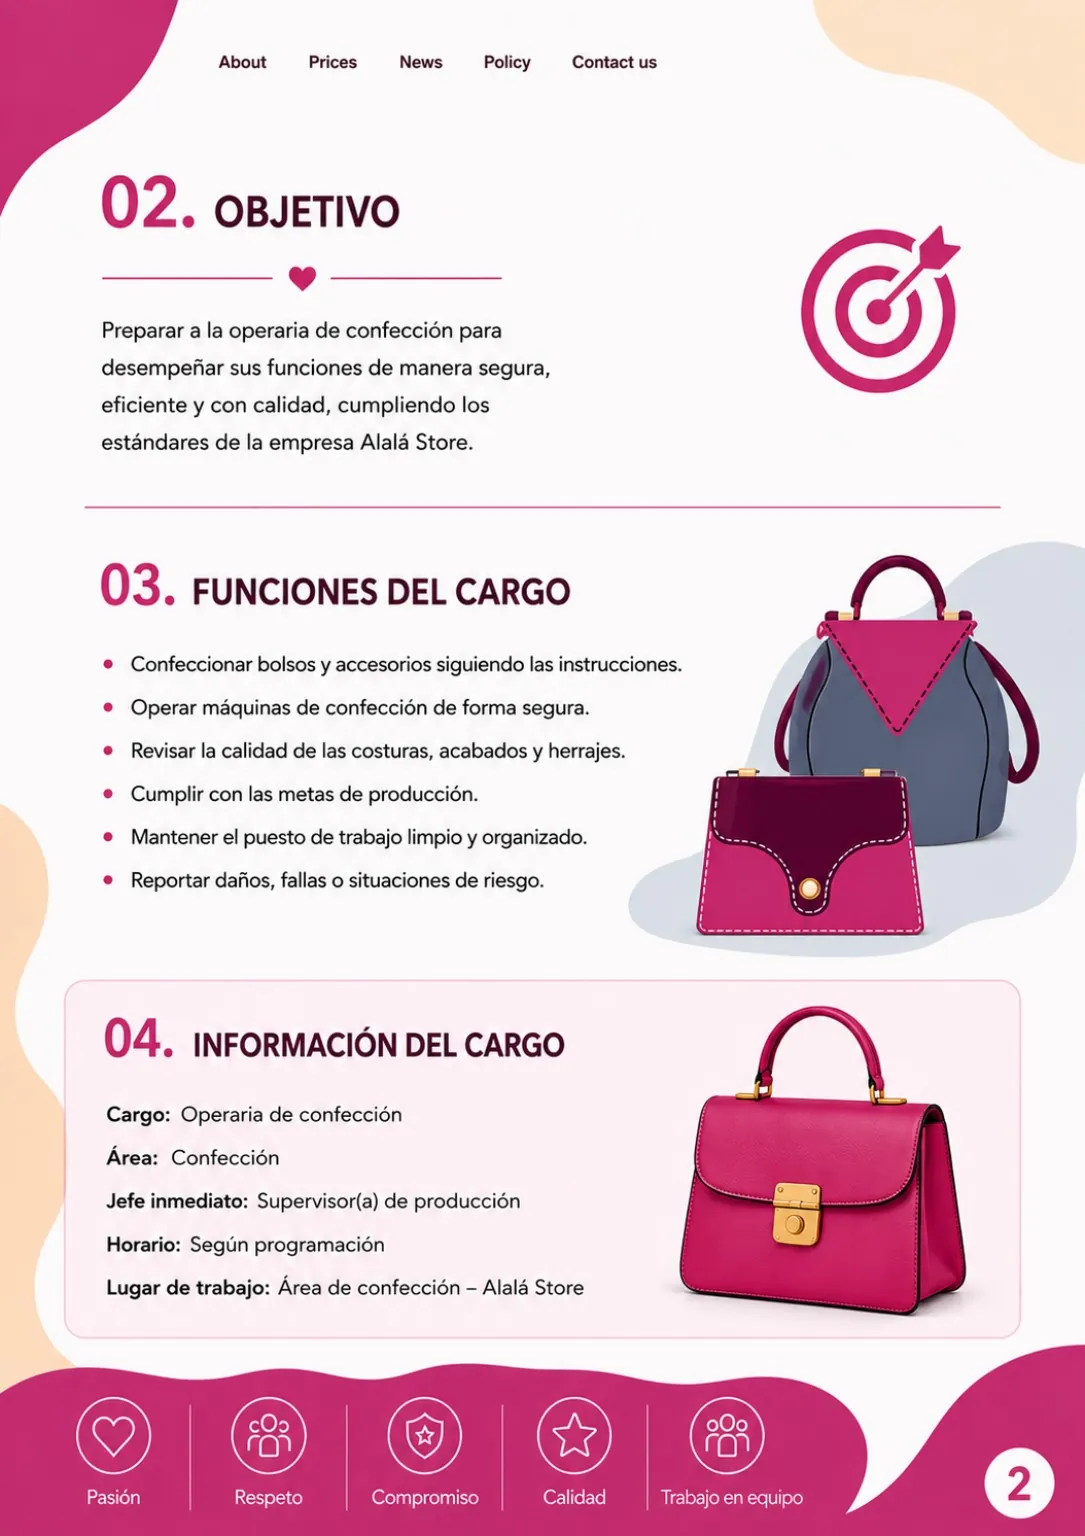 About Prices News Policy Contact us
02. OBJETIVO
Preparar a la operaria de confección para
desempeñar sus funciones de manera segura,
eficiente y con calidad, cumpliendo los
estándares de la empresa Alalá Store.
03. FUNCIONES DEL CARGO
• Confeccionar bolsos y accesorios siguiendo las instrucciones.
• Operar máquinas de confección de forma segura.
• Revisar la calidad de las costuras, acabados y herrajes.
• Cumplir con las metas de producción.
• Mantener el puesto de trabajo limpio y organizado.
• Reportar daños, fallas o situaciones de riesgo.
04. INFORMACIÓN DEL CARGO
Cargo: Operaria de confección
Área: Confección
Jefe inmediato: Supervisor(a) de producción
Horario: Según programación
Lugar de trabajo: Área de confección – Alalá Store
Pasión Respeto Compromiso Calidad Trabajo en equipo
2